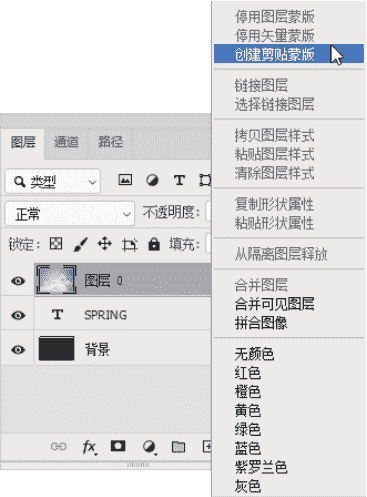 停用图层蒙版
停用矢量蒙版
创建剪贴蒙版
链接图层
选择链接图层
拷贝图层样式
粘贴图层样式
清除图层样式
复制形状属性
粘贴形状属性
从隔离图层释放
合并图层
合并可见图层
拼合图像
无颜色
红色
橙色
黄色
绿色
蓝色
紫罗兰色
灰色
图层 通道 路径
类型 T
正常 不透明度:
锁定: 填充:
图层 0
T SPRING
背景
fx